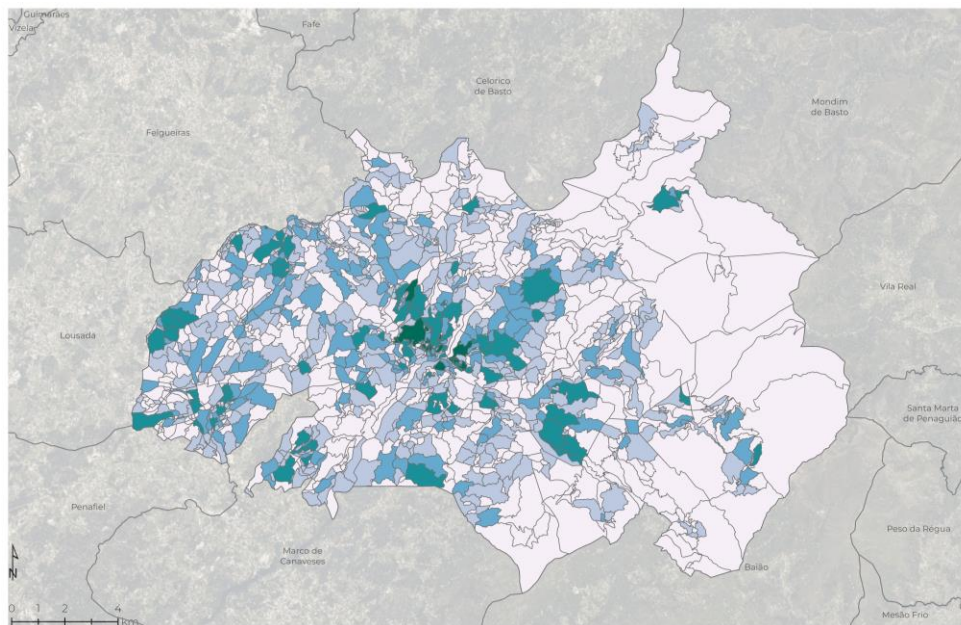 Guimarães
Vizela
Fafe
Celorico
de Basto
Mondim
de Basto
Felgueiras
Vila Real
Lousada
Santa Marta
de Penaguião
Penafiel
Peso da Régua
Marco de
Canaveses
Baião
N
0 1 2 4
km
Mesão Frio